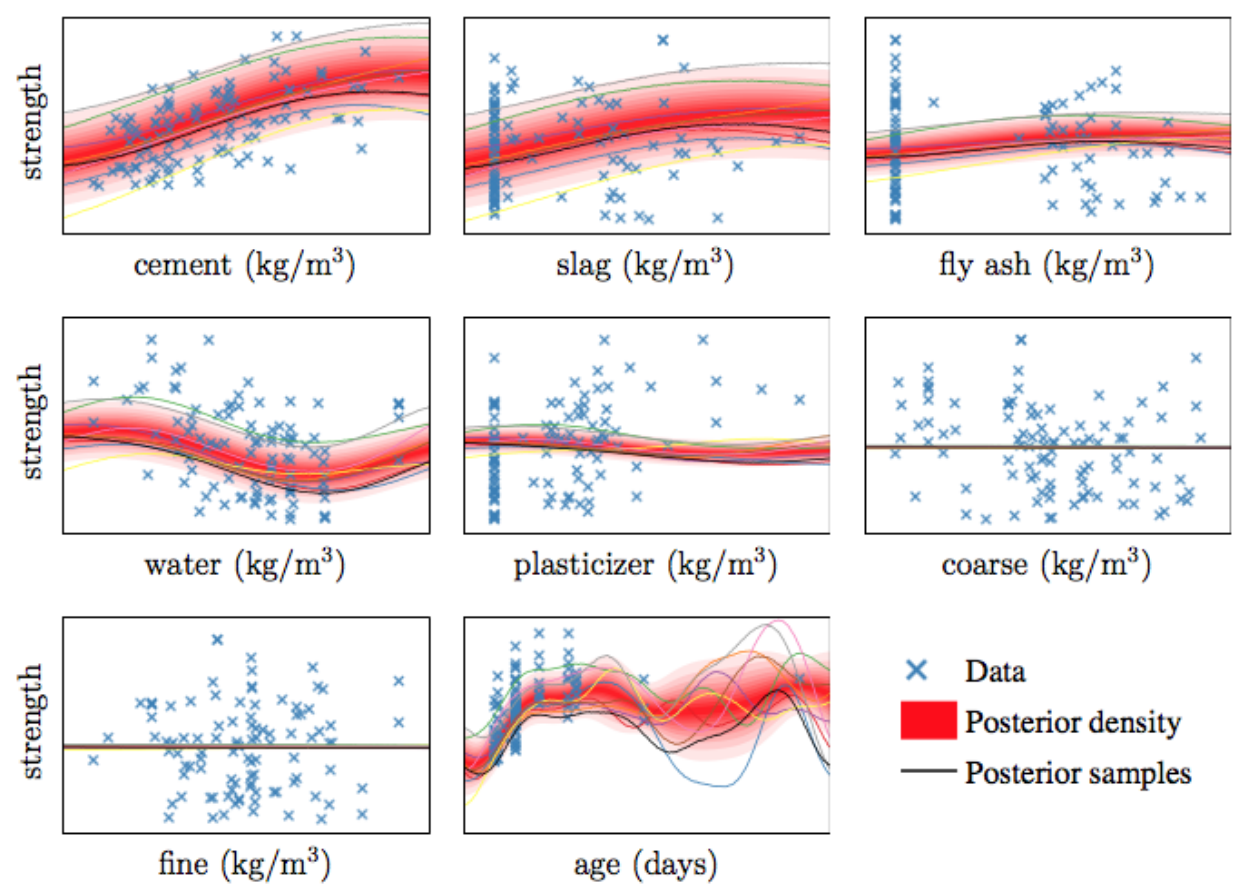 strength
cement (kg/m³)
slag (kg/m³)
fly ash (kg/m³)
strength
water (kg/m³)
plasticizer (kg/m³)
coarse (kg/m³)
strength
fine (kg/m³)
age (days)
Data
Posterior density
Posterior samples